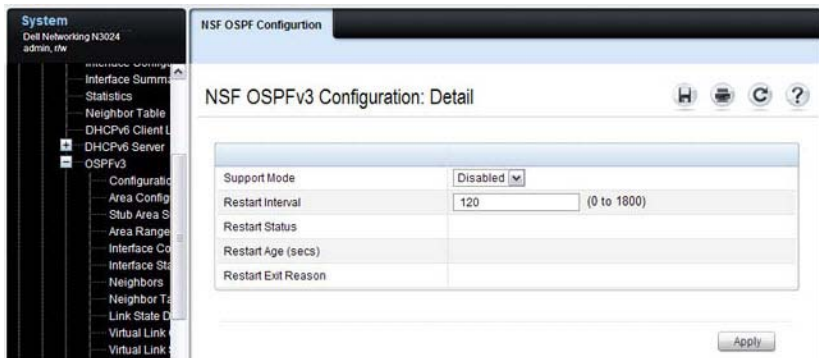 System
Dell Networking N3024
admin, r/w
Interface Summa
Statistics
Neighbor Table
DHCPv6 Client L
DHCPv6 Server
OSPFv3
Configuratio
Area Config
Stub Area S
Area Range
Interface Co
Interface Sta
Neighbors
Neighbor Ta
Link State D
Virtual Link
Virtual Link
NSF OSPF Configurtion
NSF OSPFv3 Configuration: Detail
Support Mode Disabled
Restart Interval 120 (0 to 1800)
Restart Status
Restart Age (secs)
Restart Exit Reason
Apply